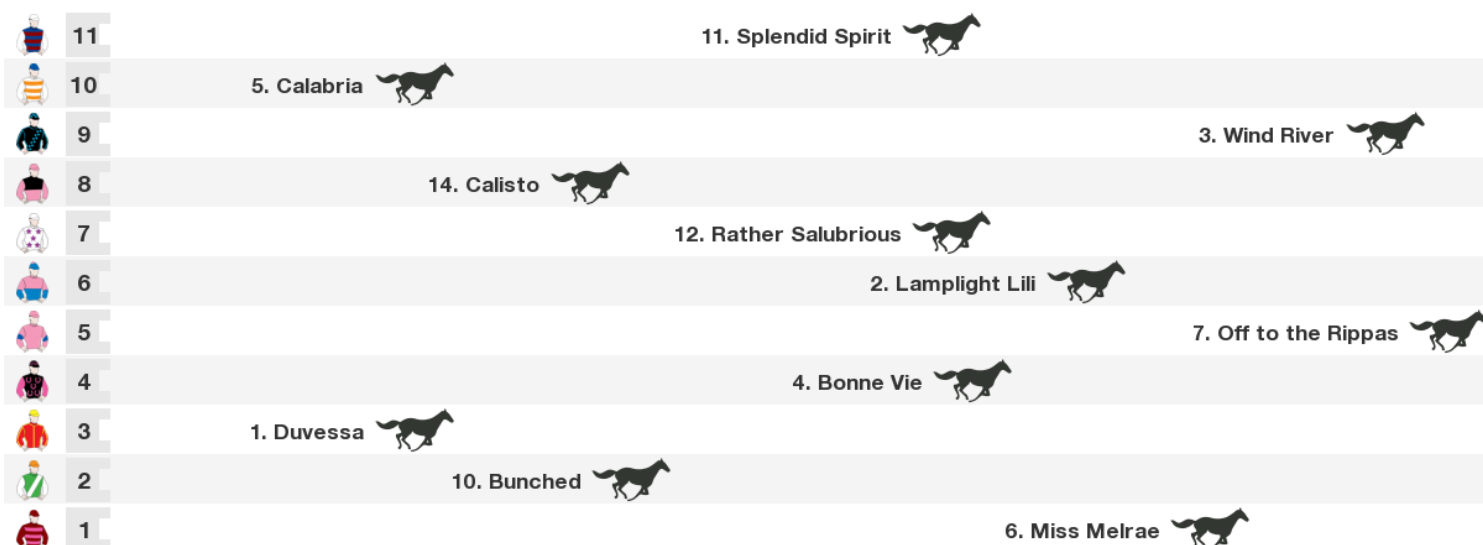 11 11. Splendid Spirit
10 5. Calabria
9 3. Wind River
8 14. Calisto
7 12. Rather Salubrious
6 2. Lamplight Lili
5 7. Off to the Rippas
4 4. Bonne Vie
3 1. Duvessa
2 10. Bunched
1 6. Miss Melrae